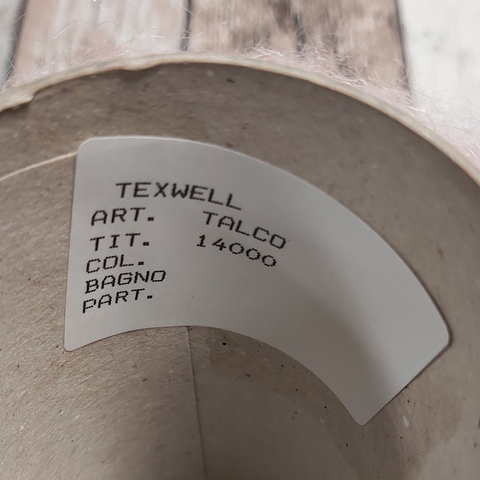 TEXWELL
ART. TALCO
TIT. 14000
COL.
BAGNO
PART.